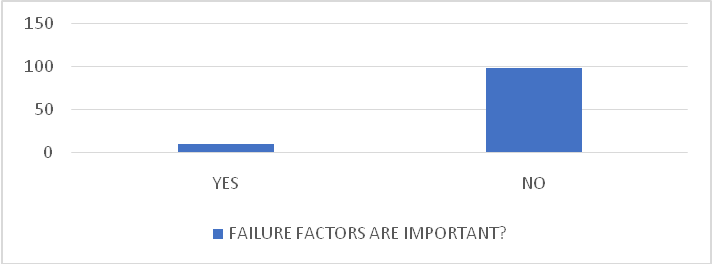 150
100
50
0
YES NO
FAILURE FACTORS ARE IMPORTANT?